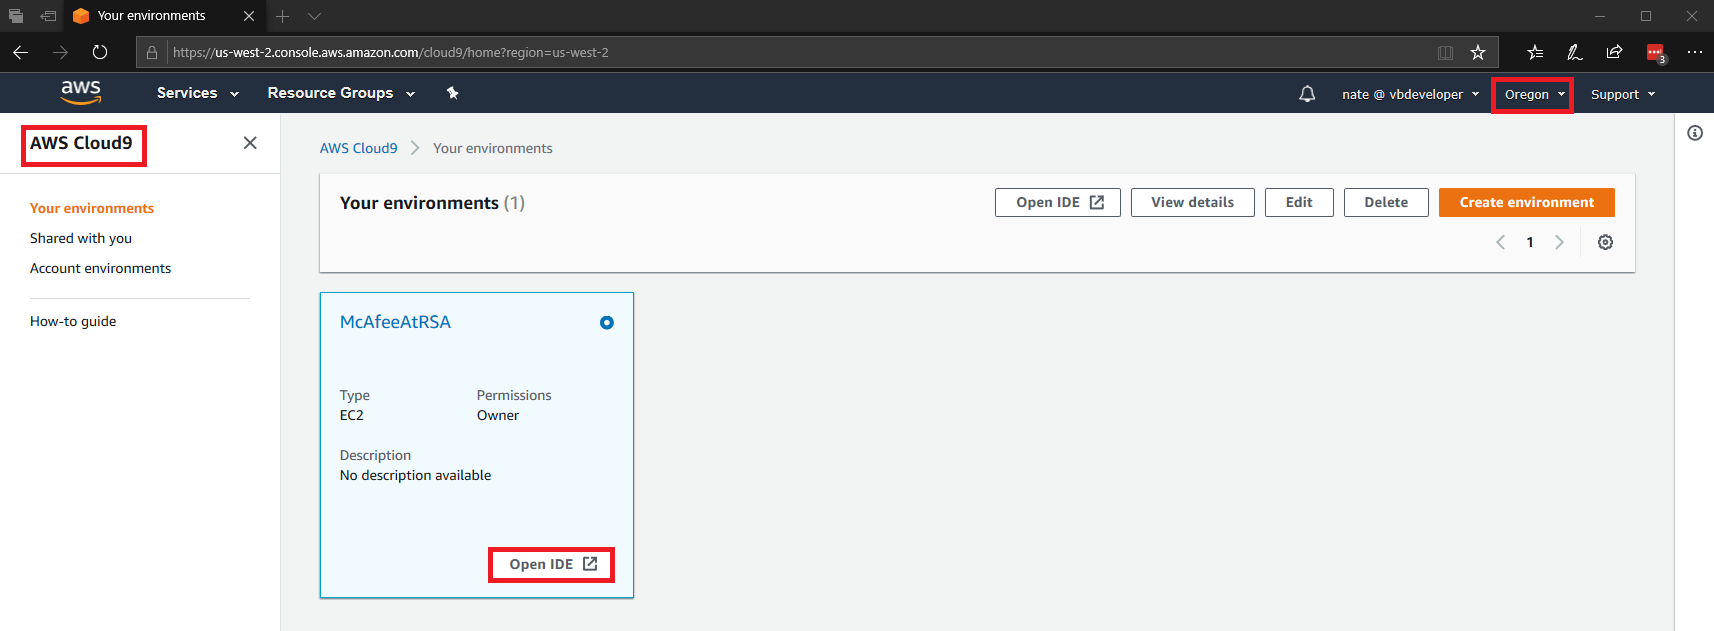 Your environments
https://us-west-2.console.aws.amazon.com/cloud9/home?region=us-west-2
3
aws Services Resource Groups nate @ vbdeveloper Oregon Support
AWS Cloud9
Your environments
Shared with you
Account environments
How-to guide
AWS Cloud9 > Your environments
Your environments (1) Open IDE View details Edit Delete Create environment
1
McAfeeAtRSA
Type Permissions
EC2 Owner
Description
No description available
Open IDE